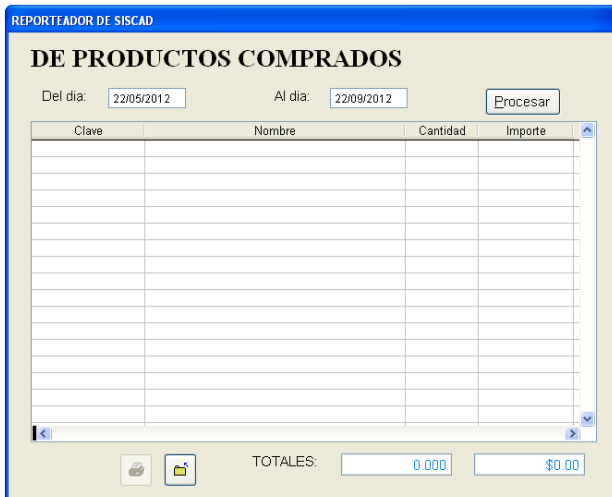 REPORTEADOR DE SISCAD
DE PRODUCTOS COMPRADOS
Del dia: 22/05/2012 Al dia: 22/09/2012 Procesar
Clave Nombre Cantidad Importe
TOTALES: 0.000 $0.00